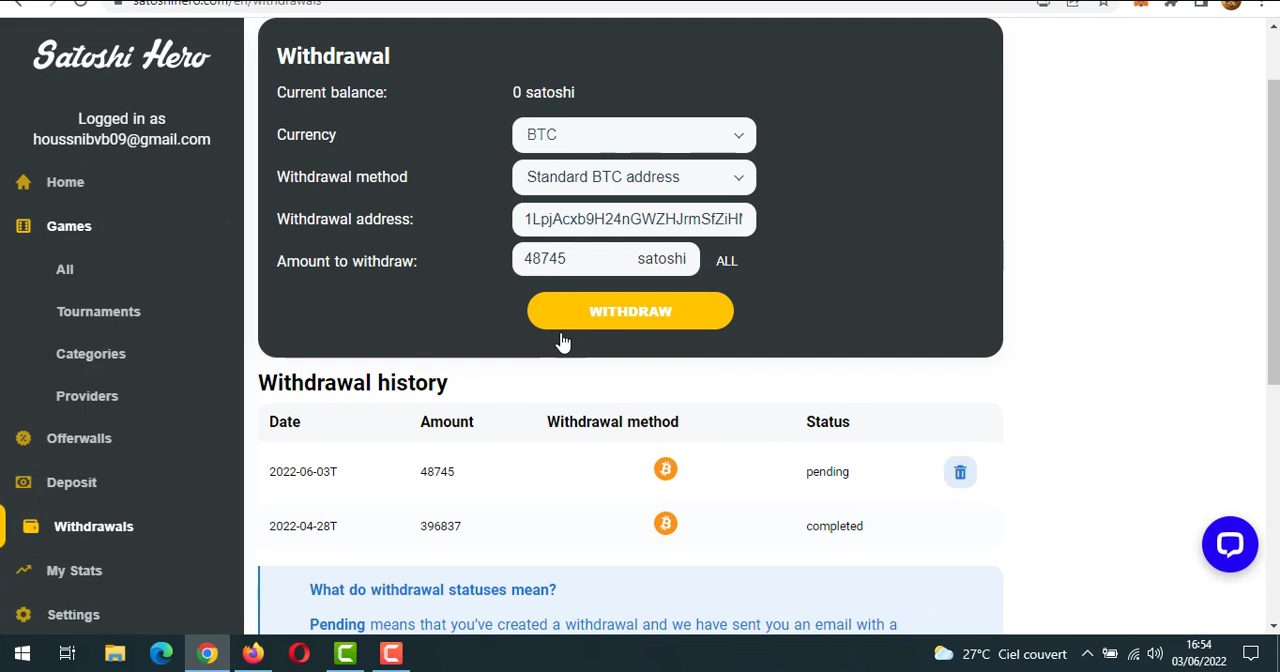 satoshihero.com/en/withdrawals
Satoshi Hero
Logged in as
houssnibvb09@gmail.com
Home
Games
All
Tournaments
Categories
Providers
Offerwalls
Deposit
Withdrawals
My Stats
Settings
Withdrawal
Current balance: 0 satoshi
Currency BTC
Withdrawal method Standard BTC address
Withdrawal address: 1LpjAcxb9H24nGWZHJrmSfZiH
Amount to withdraw: 48745 satoshi ALL
WITHDRAW
Withdrawal history
Date Amount Withdrawal method Status
2022-06-03T 48745 pending
2022-04-28T 396837 completed
What do withdrawal statuses mean?
Pending means that you've created a withdrawal and we have sent you an email with a
27°C Ciel couvert
16:54
03/06/2022